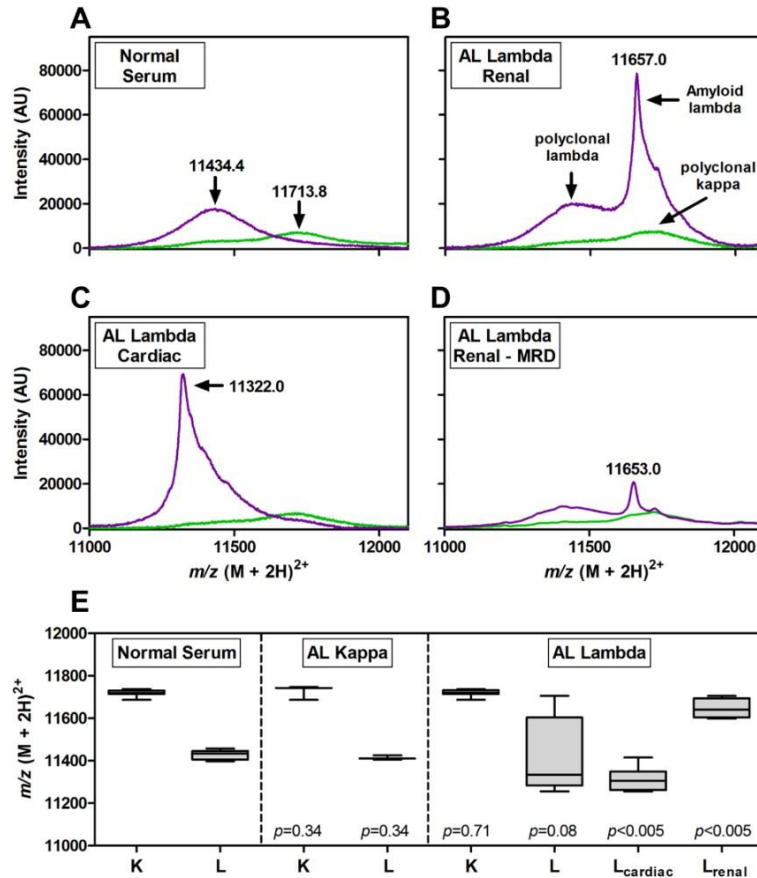 A
Normal
Serum
11434.4
11713.8
Intensity (AU)
80000
60000
40000
20000
0
B
AL Lambda
Renal
11657.0
Amyloid
lambda
polyclonal
lambda
polyclonal
kappa
C
AL Lambda
Cardiac
11322.0
Intensity (AU)
80000
60000
40000
20000
0
11000
11500
12000
m/z (M + 2H)2+
D
AL Lambda
Renal - MRD
11653.0
11000
11500
12000
m/z (M + 2H)2+
E
m/z (M + 2H)2+
12000
11800
11600
11400
11200
11000
Normal Serum
AL Kappa
AL Lambda
p=0.34
p=0.34
p=0.71
p=0.08
p<0.005
p<0.005
K
L
K
L
K
L
Lcardiac
Lrenal